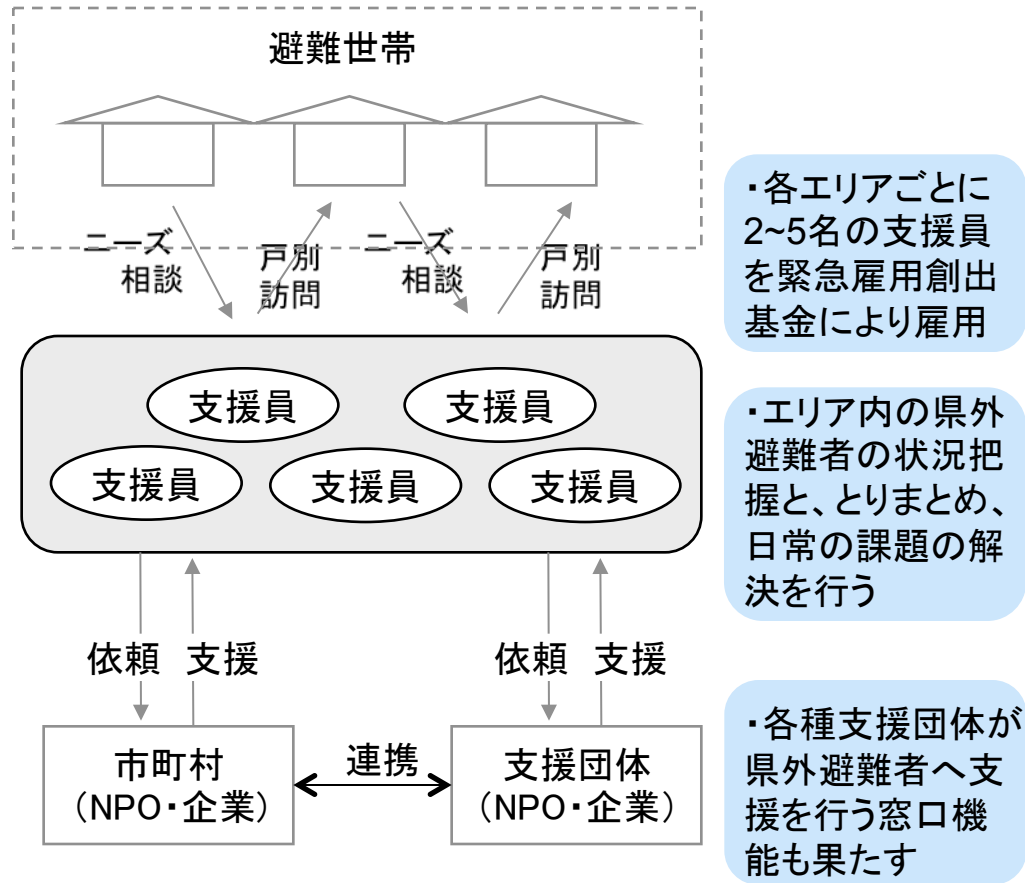 避難世帯
ニーズ
相談
戸別
訪問
ニーズ
相談
戸別
訪問
支援員
支援員
支援員
支援員
支援員
依頼
支援
依頼
支援
市町村
（NPO・企業）
連携
支援団体
（NPO・企業）
・各エリアごとに
2~5名の支援員
を緊急雇用創出
基金により雇用
・エリア内の県外
避難者の状況把
握と、とりまとめ、
日常の課題の解
決を行う
・各種支援団体が
県外避難者へ支
援を行う窓口機
能も果たす